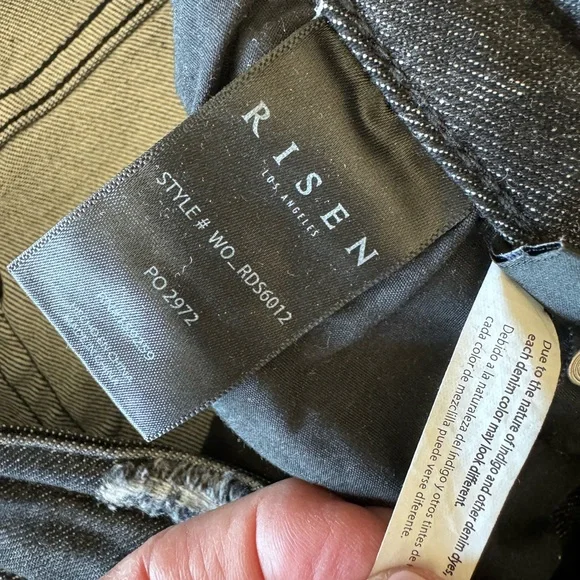 RISEN
LOS ANGELES
STYLE # WO_RDS6012
PO 2972
Due to the nature of Indigo and other denim dyes,
each denim color may look different.
Debido a la naturaleza del índigo y otros tintes de
cada color de mezclilla puede verse diferente.